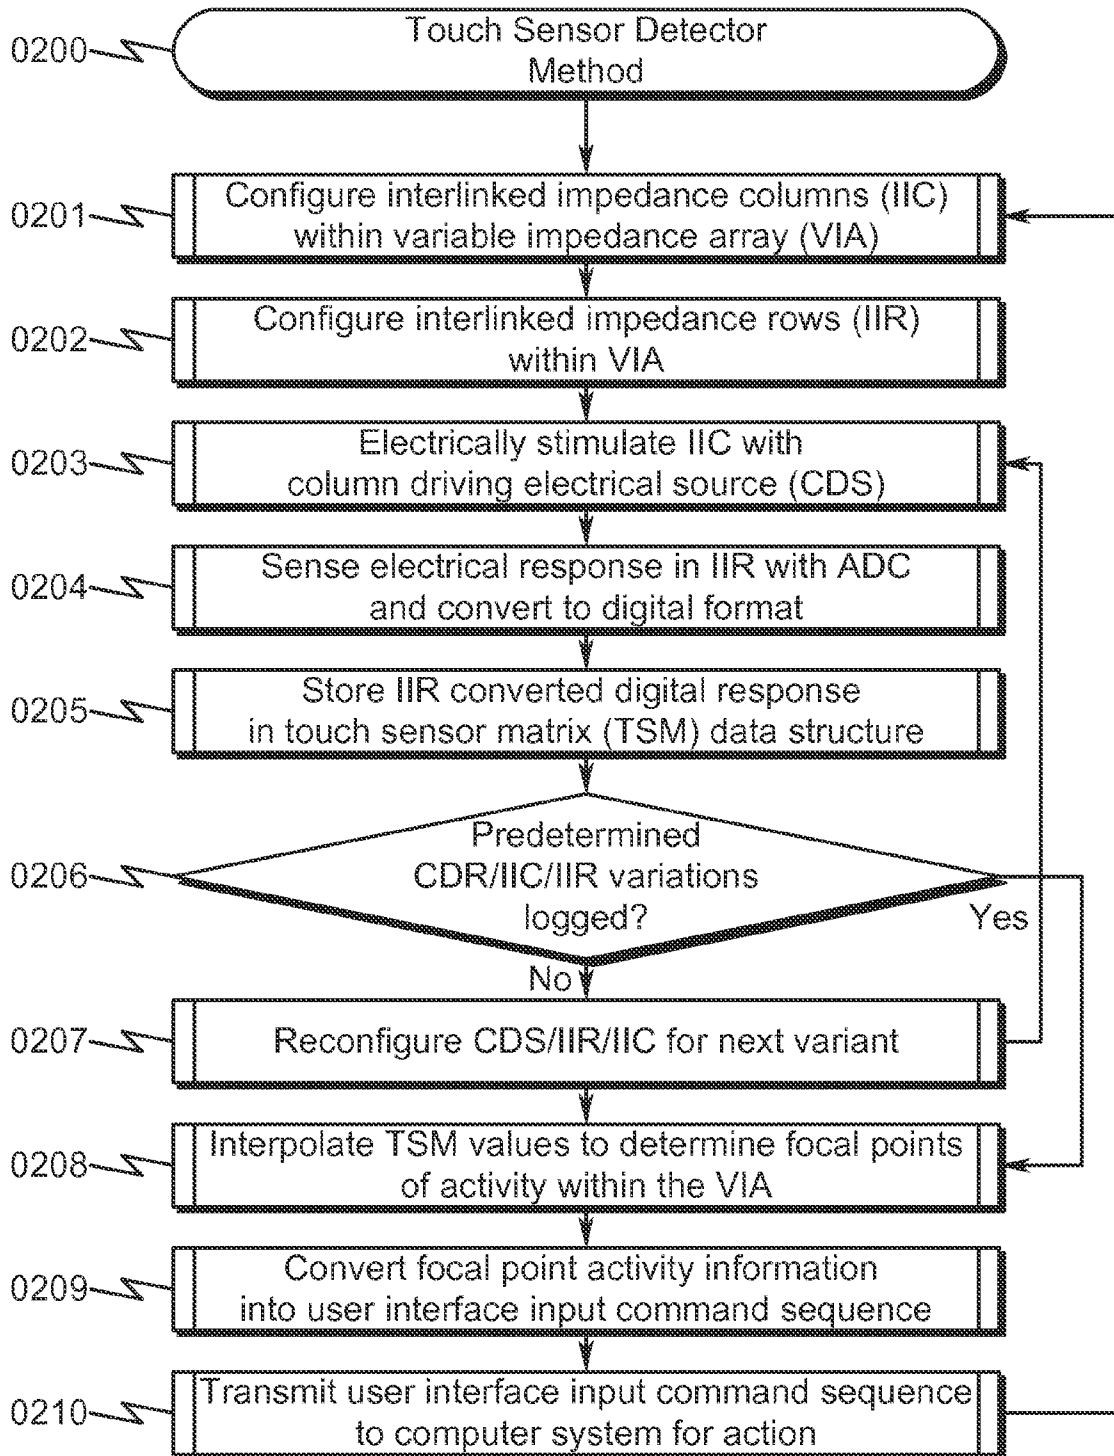 0200
Touch Sensor Detector
Method
0201
Configure interlinked impedance columns (IIC)
within variable impedance array (VIA)
0202
Configure interlinked impedance rows (IIR)
within VIA
0203
Electrically stimulate IIC with
column driving electrical source (CDS)
0204
Sense electrical response in IIR with ADC
and convert to digital format
0205
Store IIR converted digital response
in touch sensor matrix (TSM) data structure
0206
Predetermined
CDR/IIC/IIR variations
logged?
Yes
No
0207
Reconfigure CDS/IIR/IIC for next variant
0208
Interpolate TSM values to determine focal points
of activity within the VIA
0209
Convert focal point activity information
into user interface input command sequence
0210
Transmit user interface input command sequence
to computer system for action